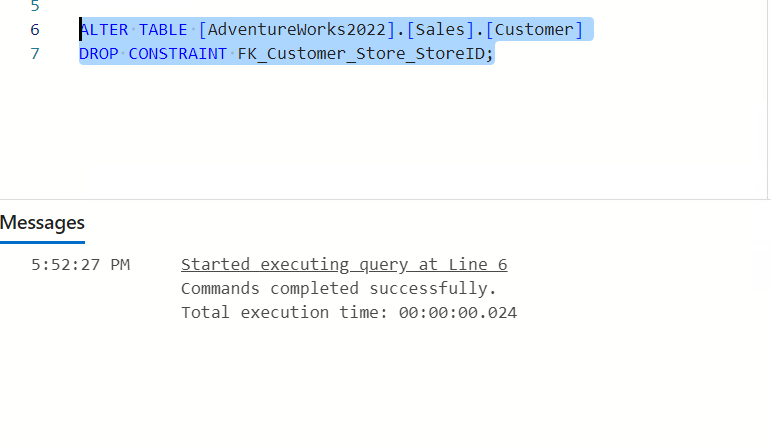 5
6 ALTER TABLE [AdventureWorks2022].[Sales].[Customer]
7 DROP CONSTRAINT FK_Customer_Store_StoreID;
Messages
5:52:27 PM Started executing query at Line 6
Commands completed successfully.
Total execution time: 00:00:00.024